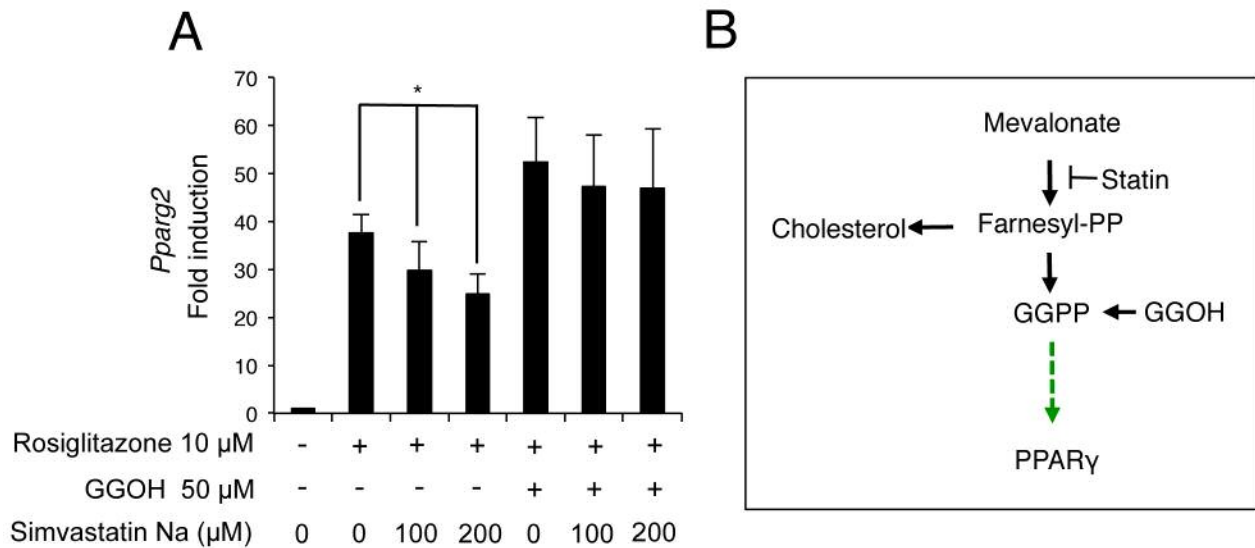 A
70
60
50
40
30
20
10
0
Pparg2
Fold induction
*
Rosiglitazone 10 μM - + + + + + +
GGOH 50 μM - - - - + + +
Simvastatin Na (μM) 0 0 100 200 0 100 200
B
Mevalonate
Statin
Cholesterol Farnesyl-PP
GGPP GGOH
PPARγ